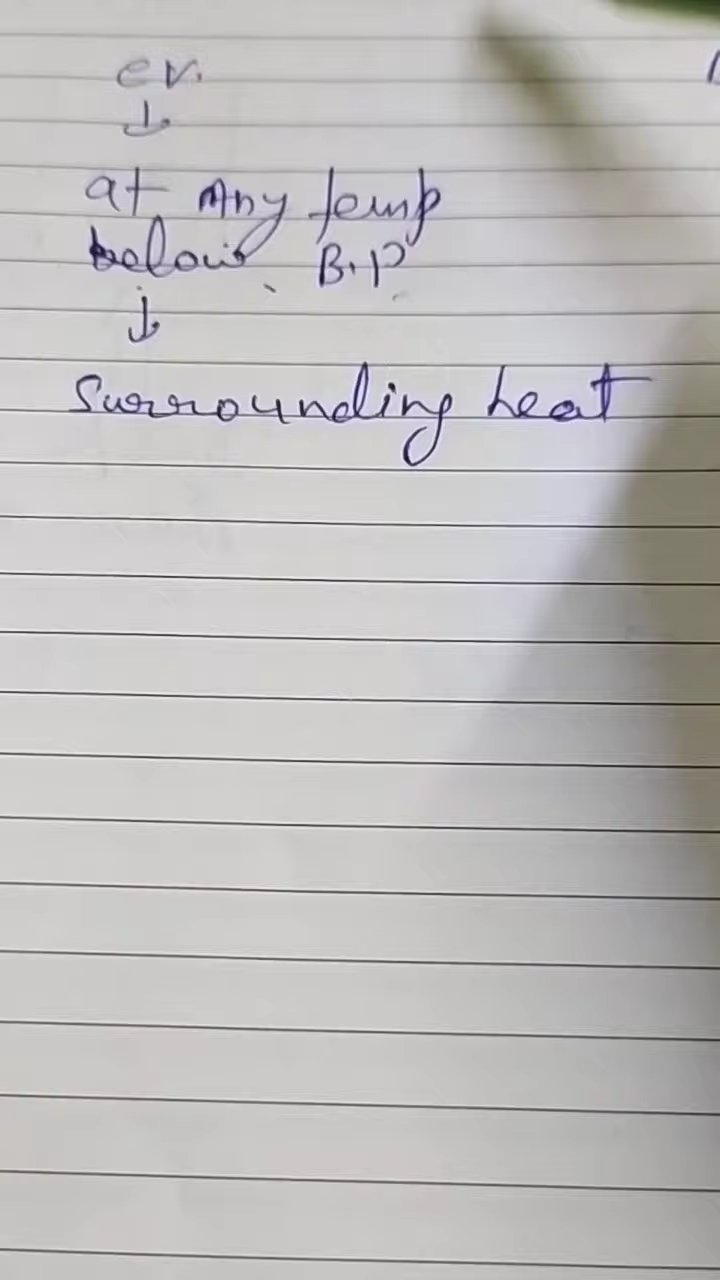 ev.
↓
at Any temp
below B.P
↓
Surrounding heat